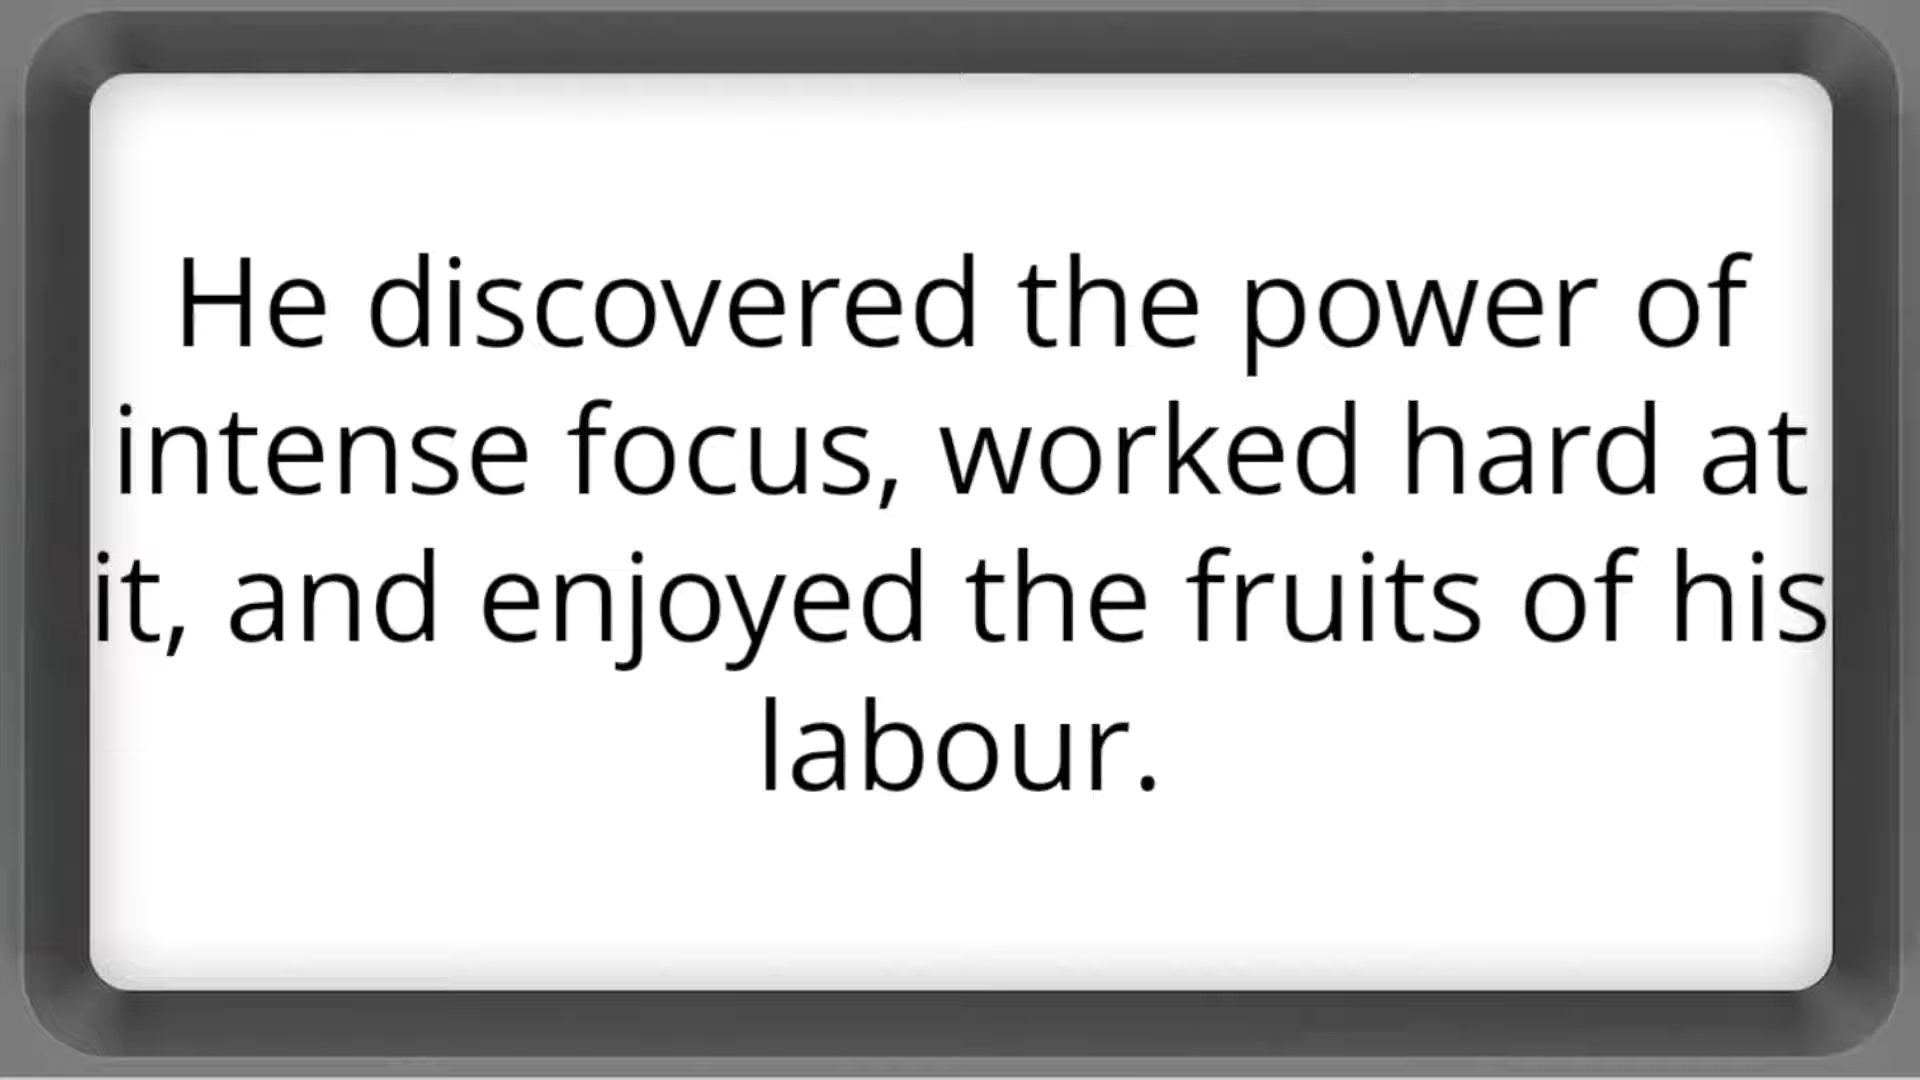 He discovered the power of
intense focus, worked hard at
it, and enjoyed the fruits of his
labour.